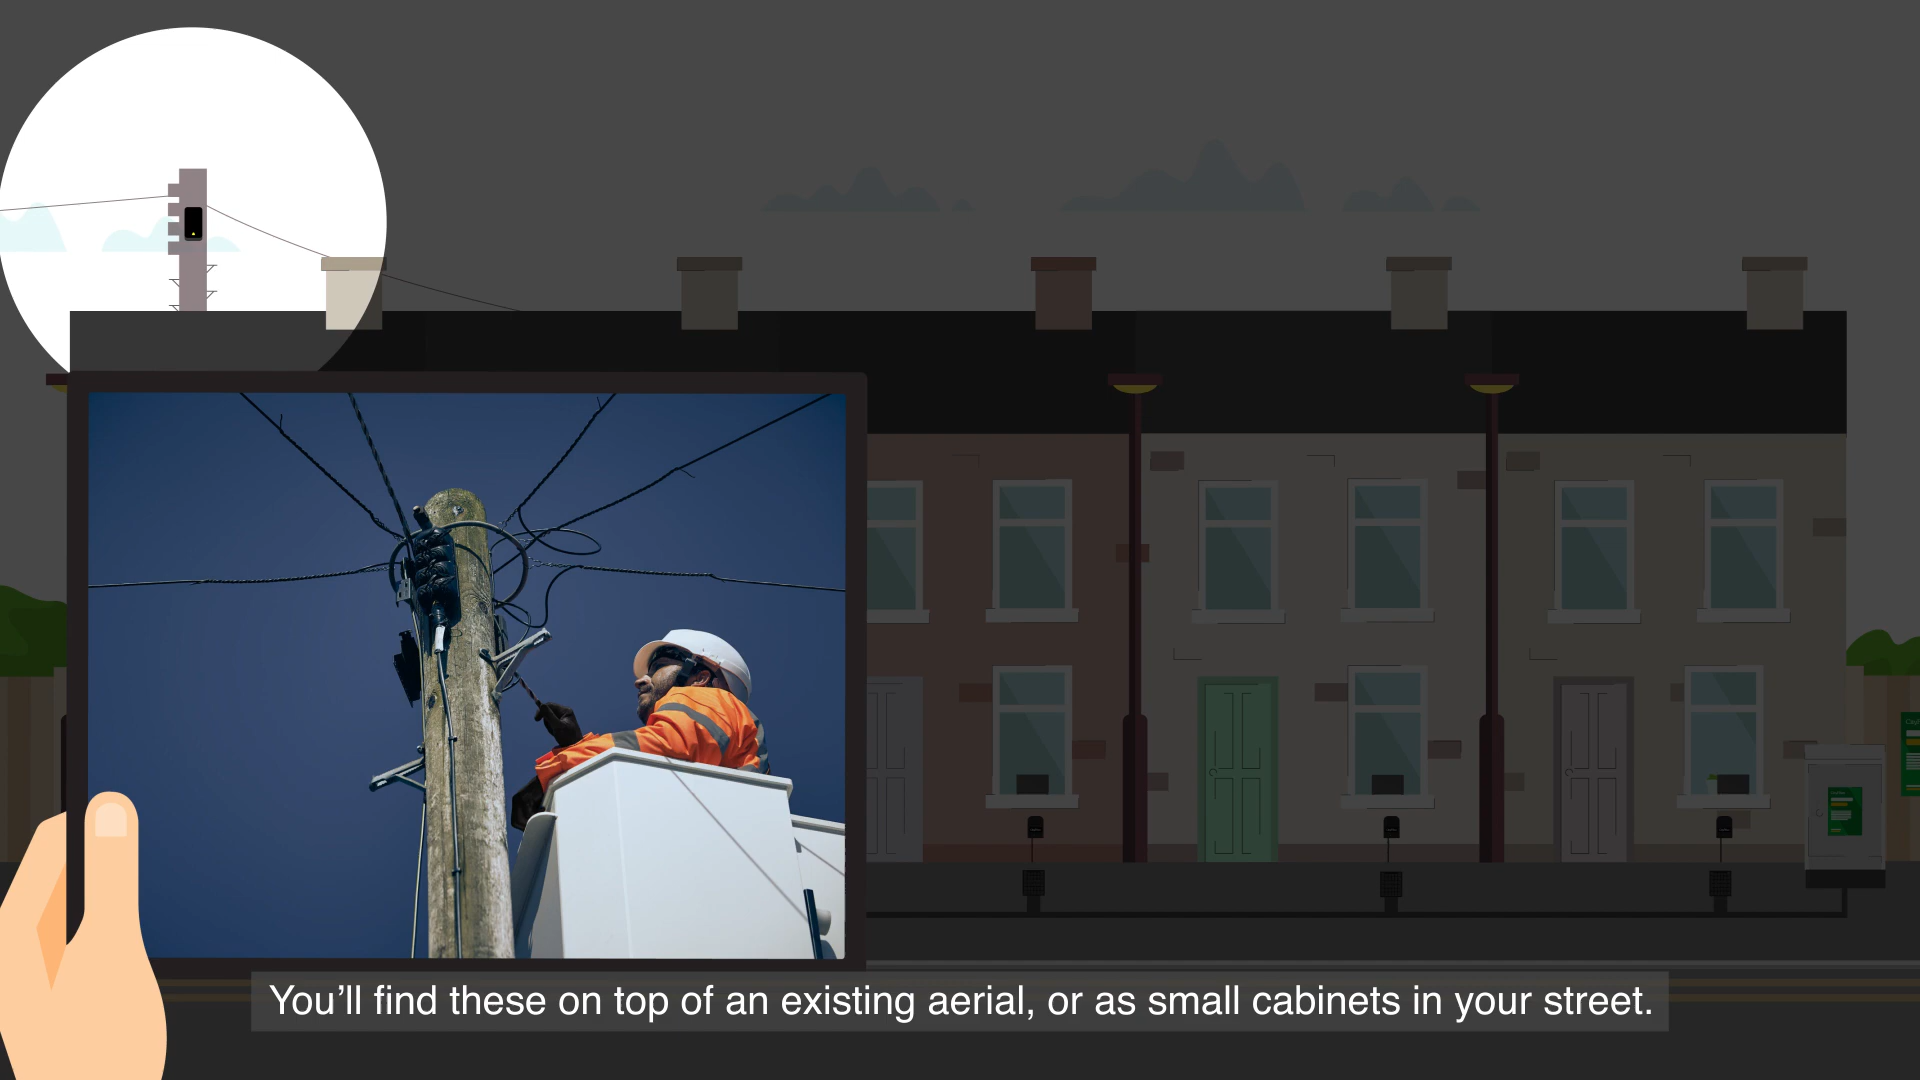 You’ll find these on top of an existing aerial, or as small cabinets in your street.